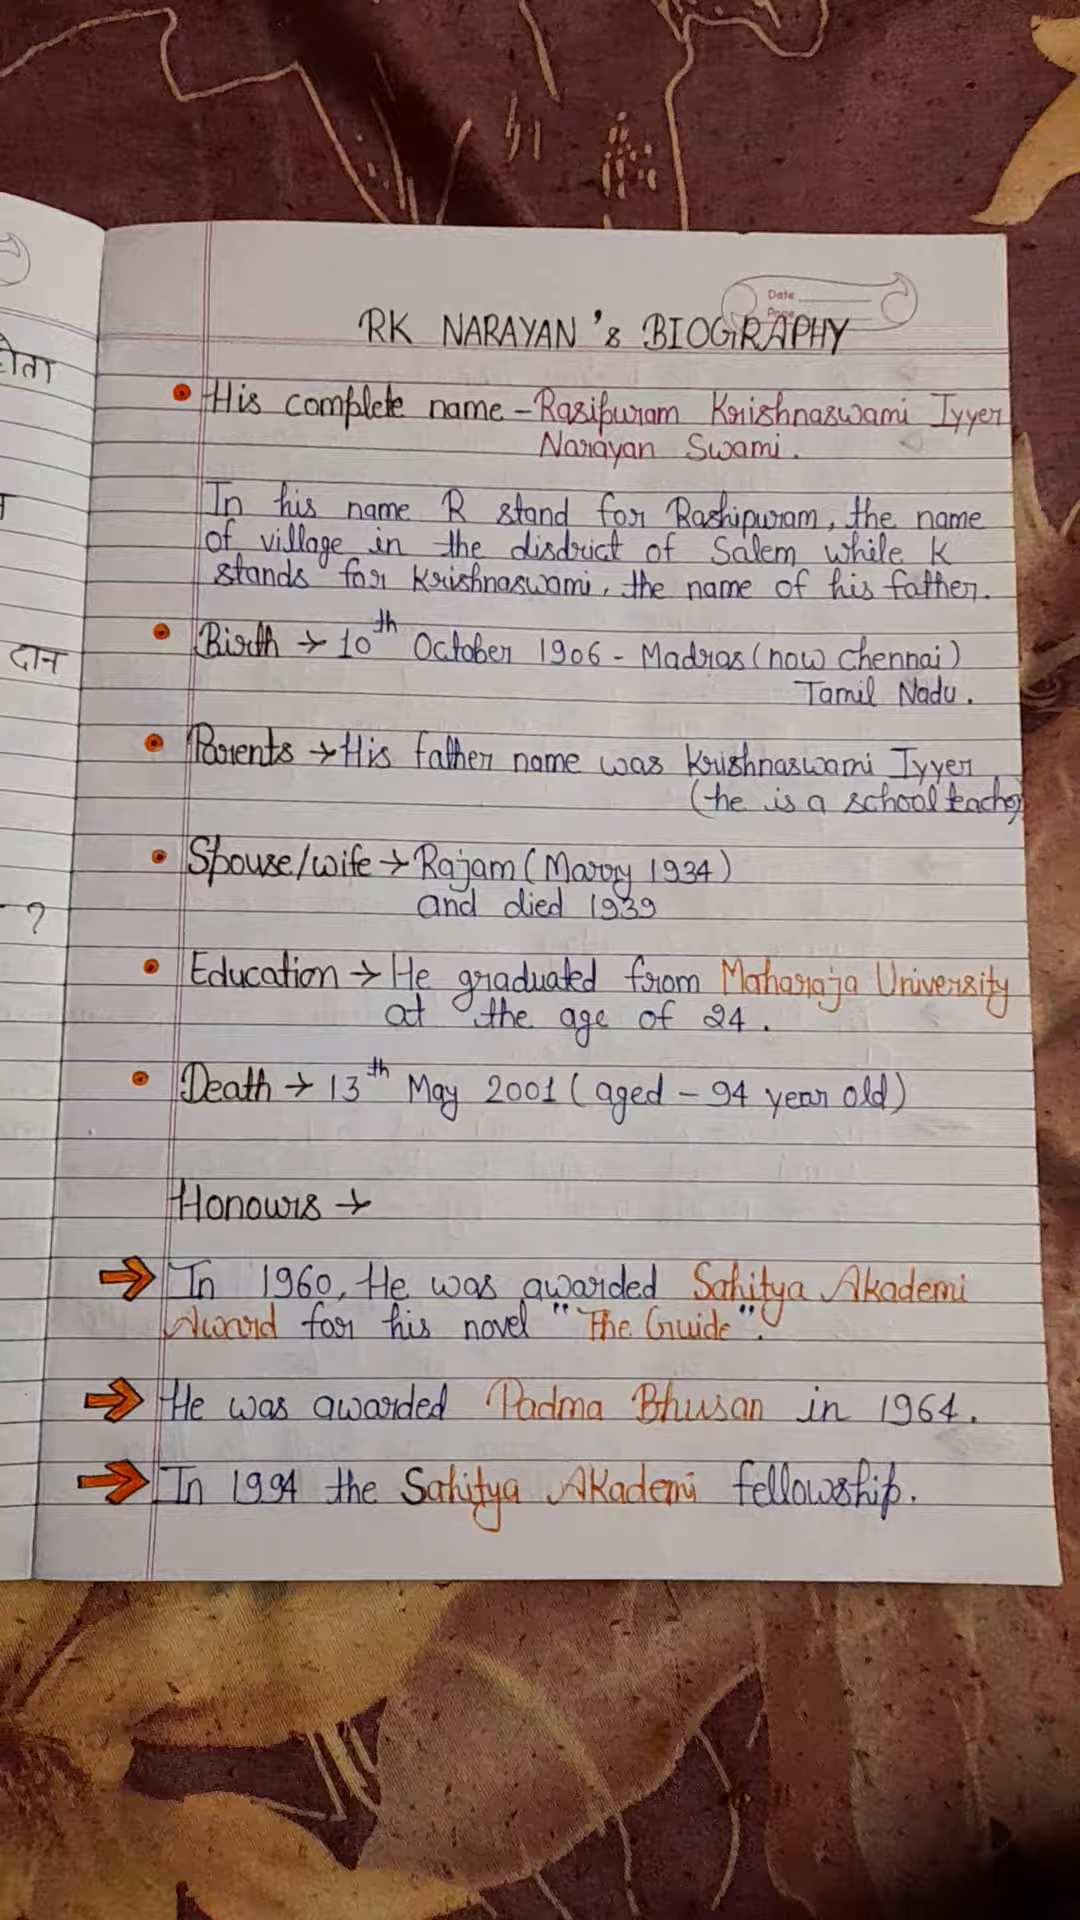 ोता
दान
?
Date
RK NARAYAN's BIOGRAPHY
• His complete name - Rasipuram Krishnaswami Iyyer
Narayan Swami.
In his name R stand for Rashipuram, the name
of village in the disdrict of Salem while K
stands for Krishnaswami, the name of his father.
• Birth → 10th October 1906 - Madras (now Chennai)
Tamil Nadu.
• Parents → His father name was Krishnaswami Iyyer
(he is a school teacher)
• Spouse/wife → Rajam (Marry 1934)
and died 1939
• Education → He graduated from Maharaja University
at the age of 24.
• Death → 13th May 2001 (aged - 94 year old)
Honours →
→ In 1960, He was awarded Sahitya Akademi
Award for his novel "The Guide".
→ He was awarded Padma Bhusan in 1964.
→ In 1994 the Sahitya Akademi fellowship.